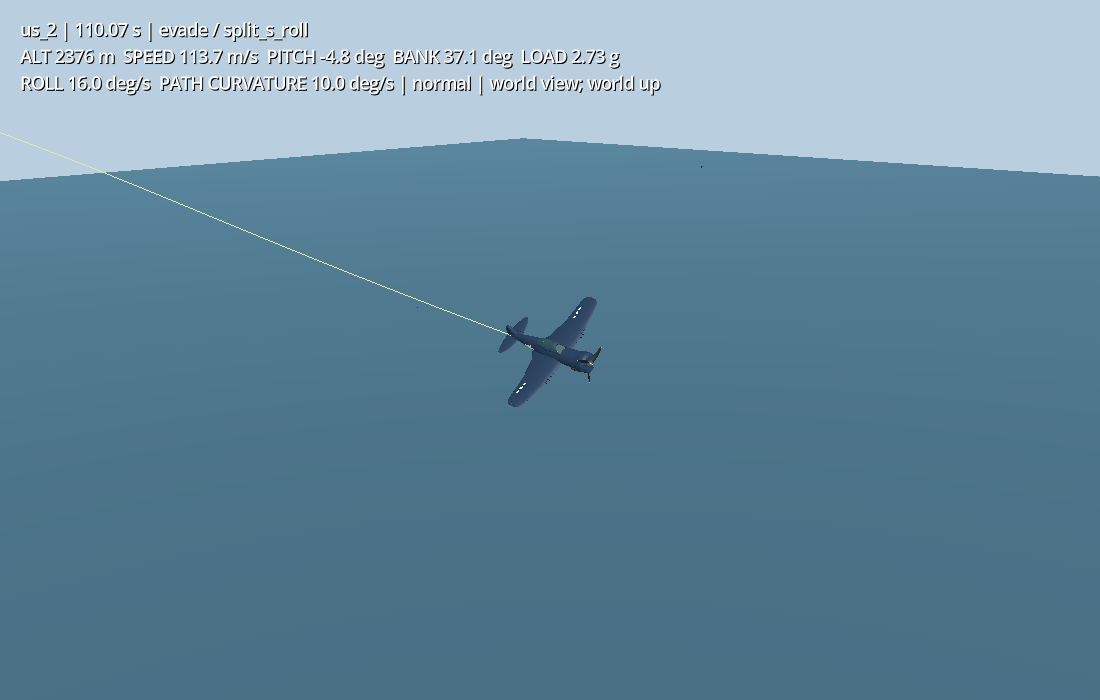 us_2 | 110.07 s | evade / split_s_roll
ALT 2376 m  SPEED 113.7 m/s  PITCH -4.8 deg  BANK 37.1 deg  LOAD 2.73 g
ROLL 16.0 deg/s  PATH CURVATURE 10.0 deg/s | normal | world view; world up